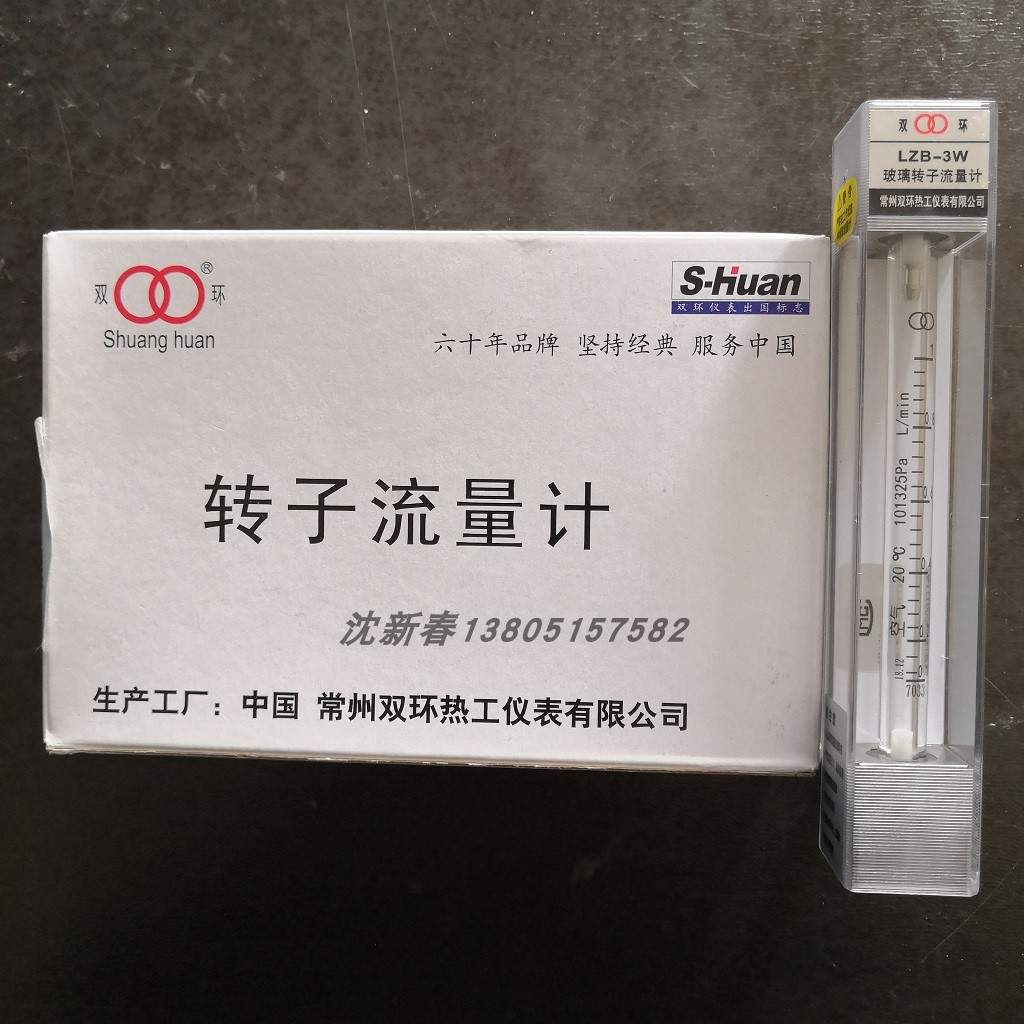 双 环 ®
Shuang huan
S-Huan
双环仪表出国标志
六十年品牌 坚持经典 服务中国
转子流量计
沈新春13805157582
生产工厂：中国 常州双环热工仪表有限公司
双 环
LZB-3W
玻璃转子流量计
常州双环热工仪表有限公司
空气 20℃ 101325Pa L/min
18.12
7033